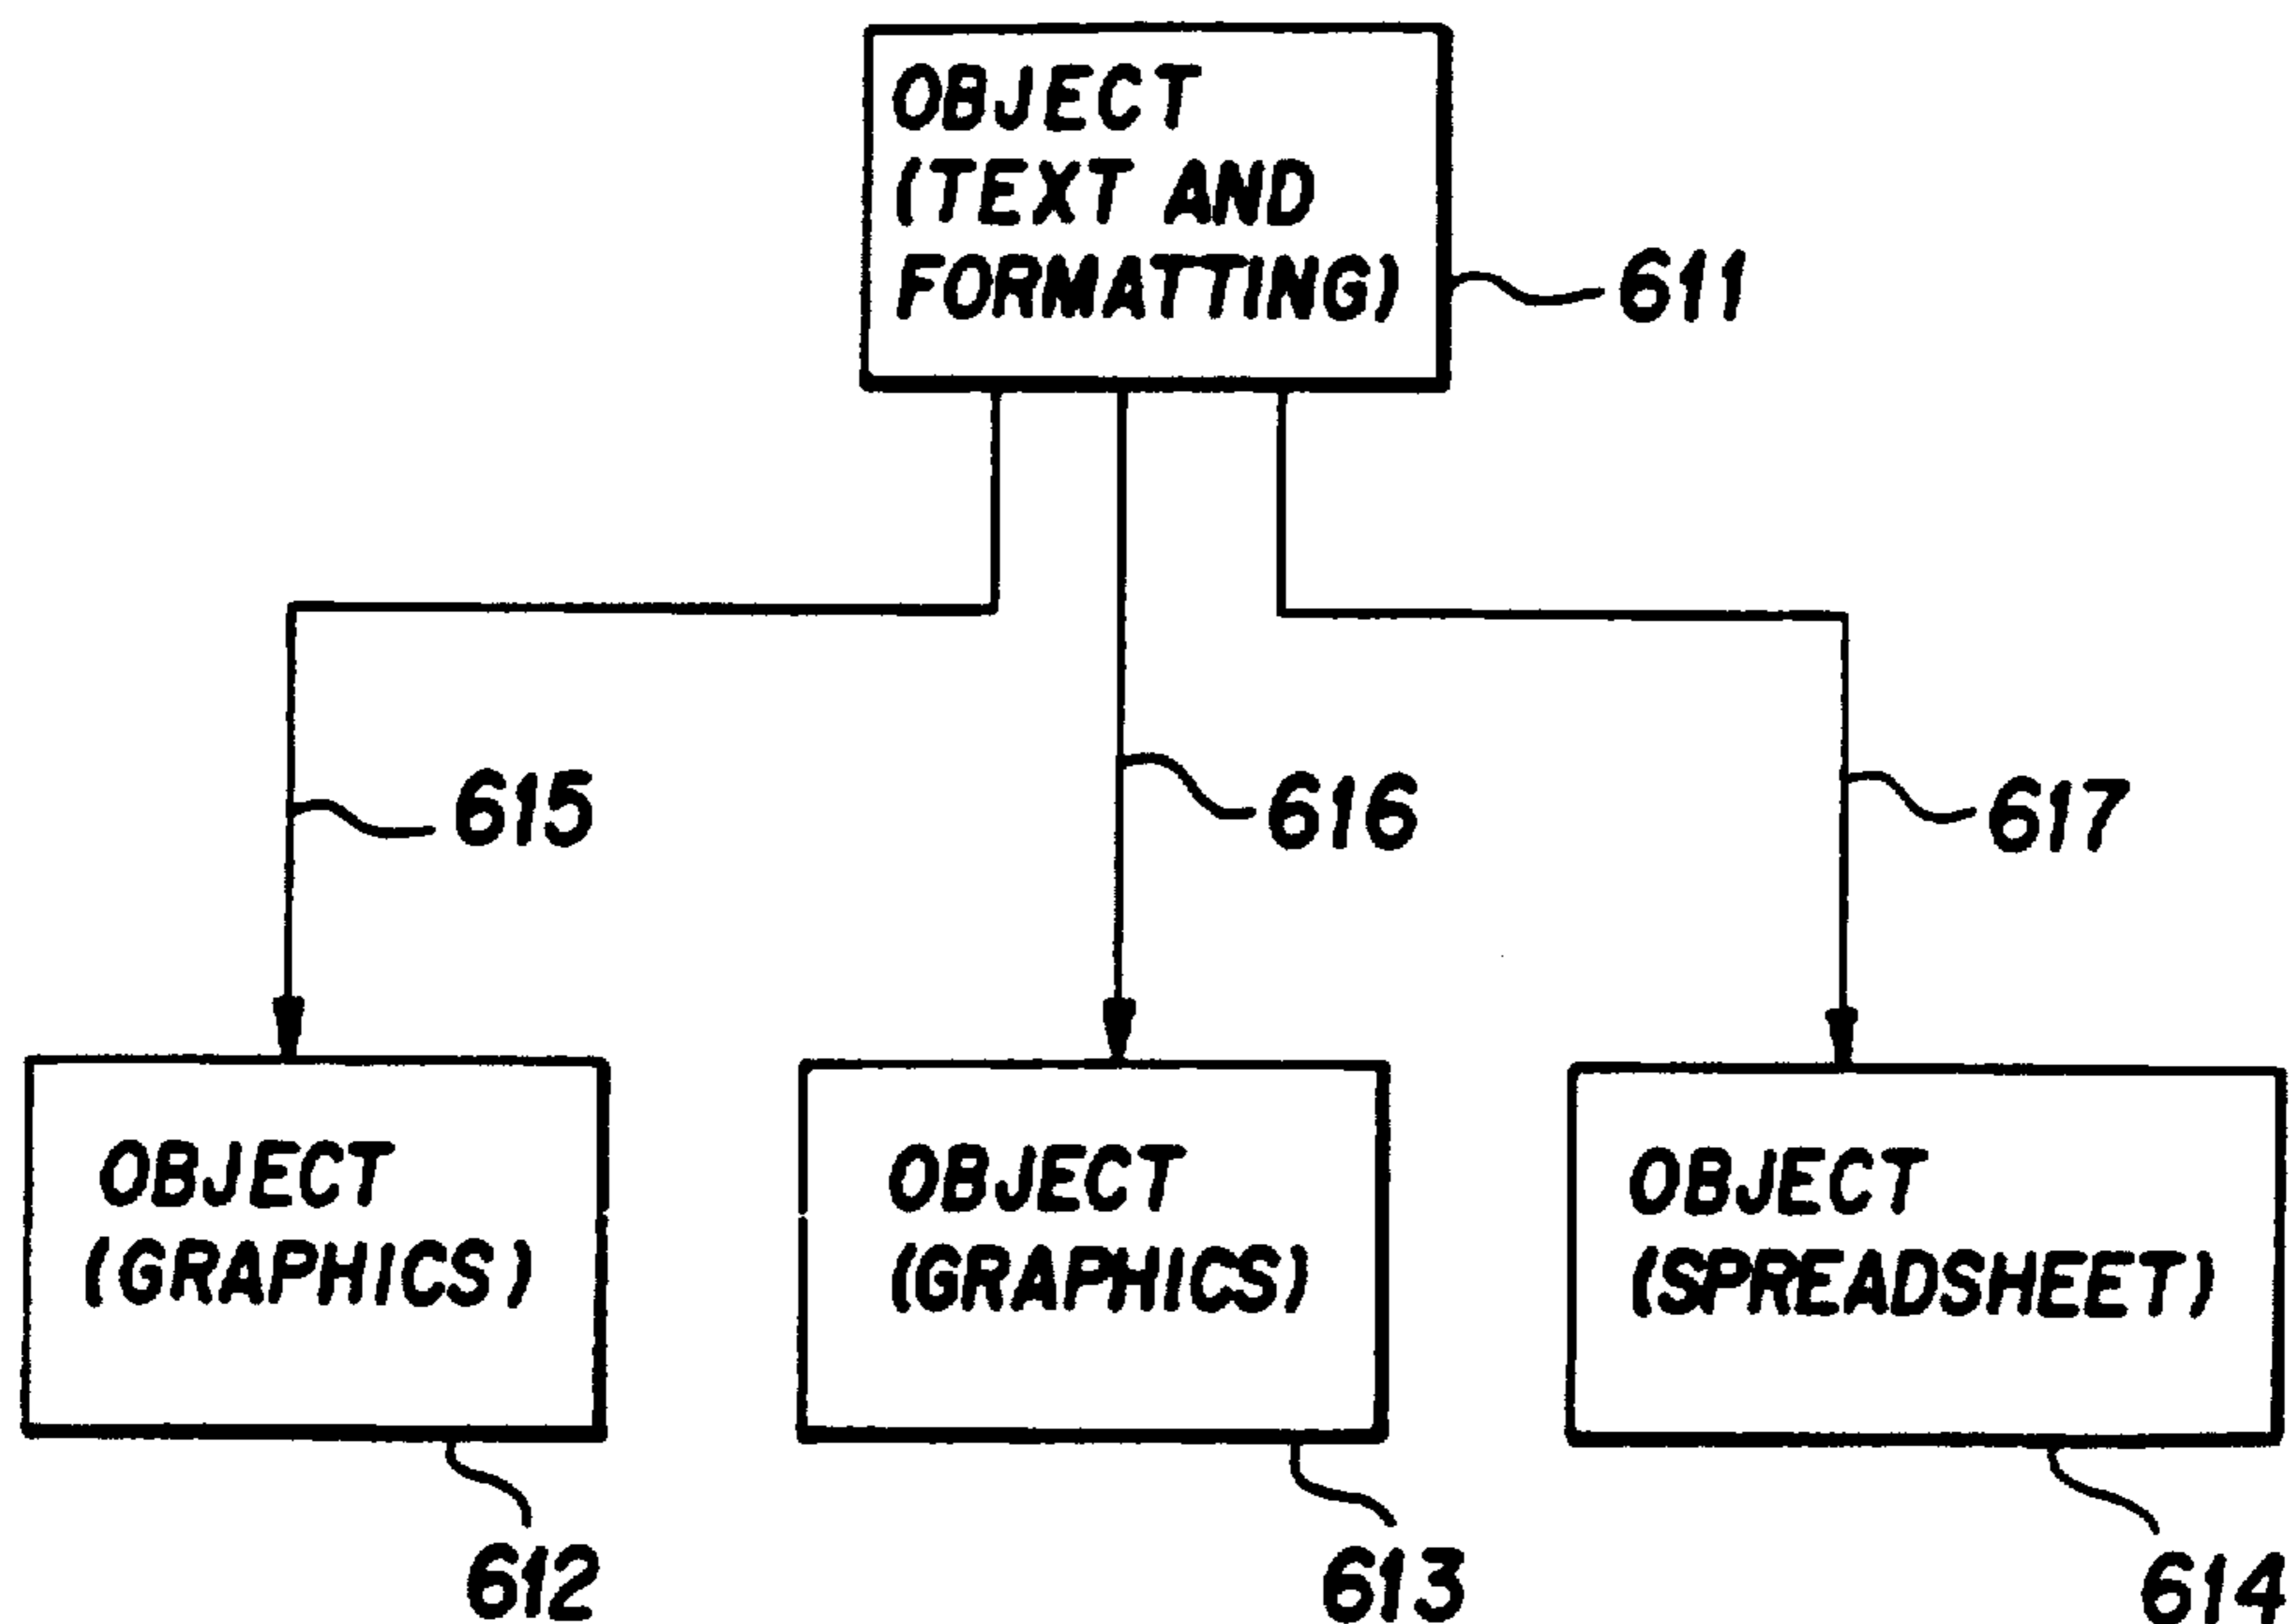 OBJECT
(TEXT AND
FORMATTING)
611
615
616
617
OBJECT
(GRAPHICS)
OBJECT
(GRAPHICS)
OBJECT
(SPREADSHEET)
612
613
614